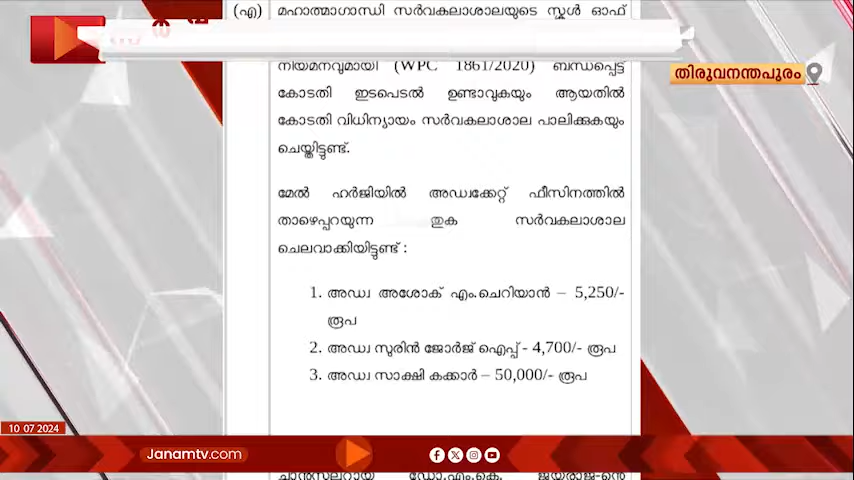 (എ) മഹാത്മാഗാന്ധി സർവകലാശാലയുടെ സ്കൂൾ ഓഫ്
നിയമനവുമായി (WPC 1861/2020) ബന്ധപ്പെട്ട്
കോടതി ഇടപെടൽ ഉണ്ടാവുകയും ആയതിൽ
കോടതി വിധിന്യായം സർവകലാശാല പാലിക്കുകയും
ചെയ്തിട്ടുണ്ട്.
തിരുവനന്തപുരം
മേൽ ഹർജിയിൽ അഡ്വക്കേറ്റ് ഫീസിനത്തിൽ
താഴെപ്പറയുന്ന തുക സർവകലാശാല
ചെലവാക്കിയിട്ടുണ്ട് :
1. അഡ്വ അശോക് എം.ചെറിയാൻ – 5,250/-
രൂപ
2. അഡ്വ സുരിൻ ജോർജ് ഐപ്പ് - 4,700/- രൂപ
3. അഡ്വ സാക്ഷി കക്കാർ – 50,000/- രൂപ
10 07 2024
Janamtv.com
ചാൻസലറായ ഡോ.എം.കെ. ജയരാജ്-ന്റെ